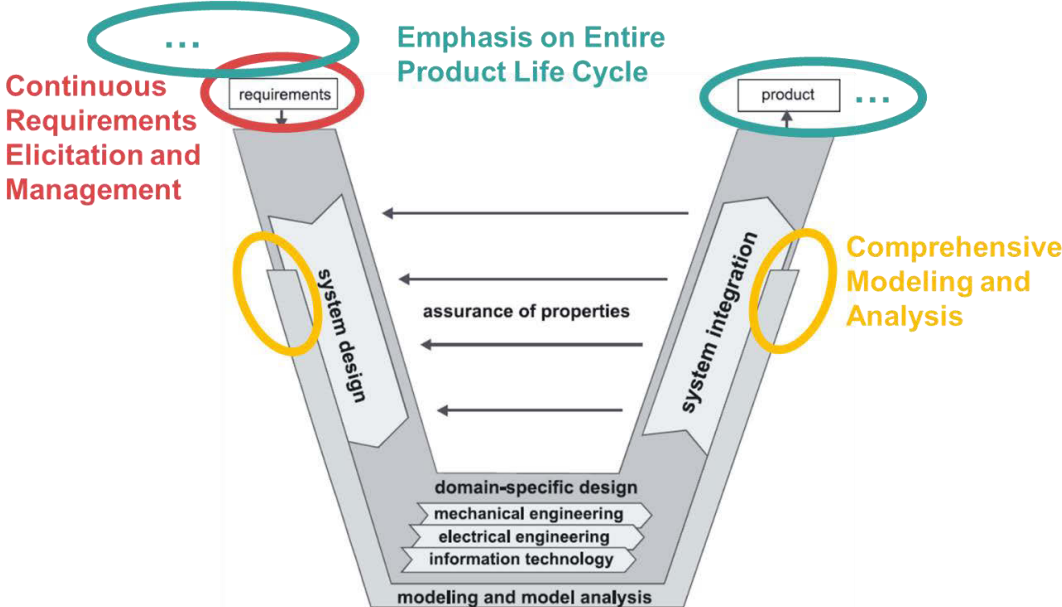 ...
Emphasis on Entire
Product Life Cycle
Continuous
Requirements
Elicitation and
Management
requirements
product
...
system design
assurance of properties
system integration
Comprehensive
Modeling and
Analysis
domain-specific design
mechanical engineering
electrical engineering
information technology
modeling and model analysis